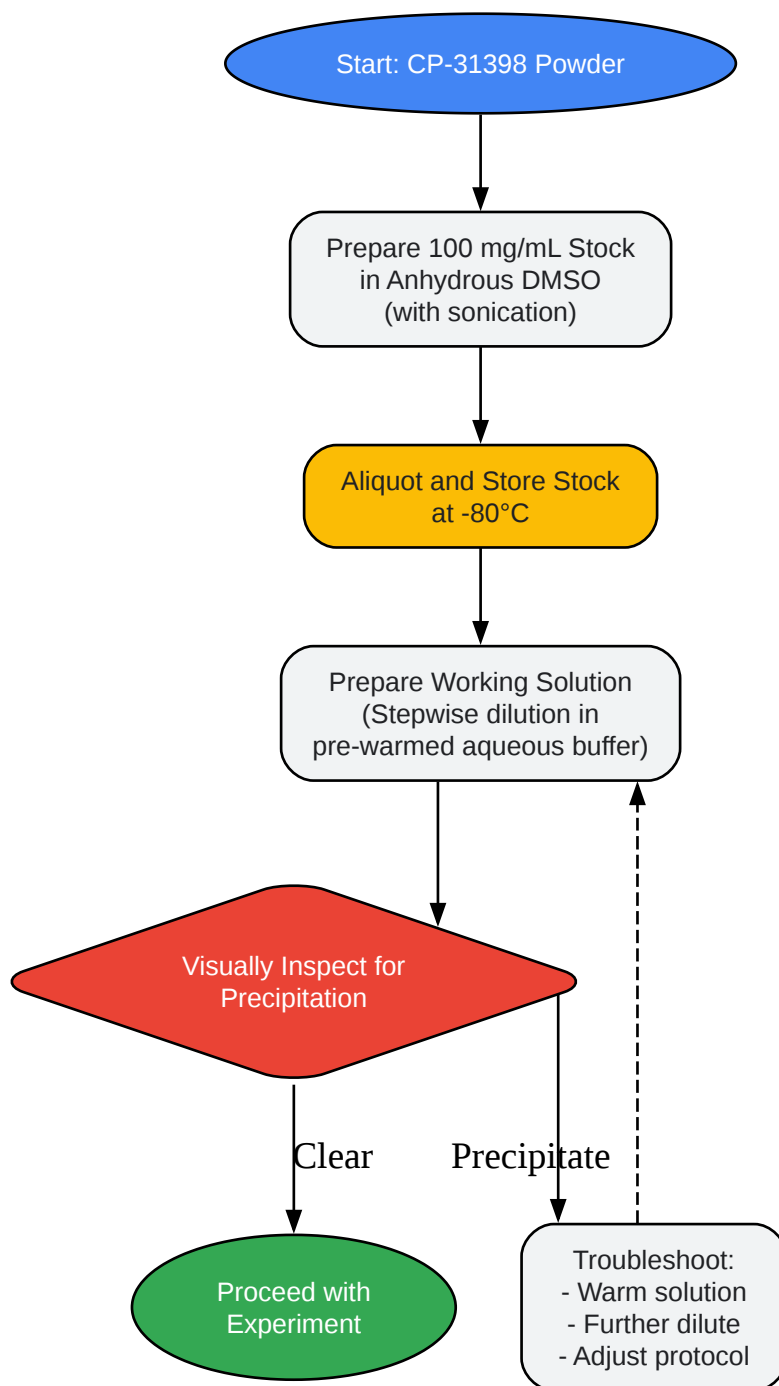 Start: CP-31398 Powder
Prepare 100 mg/mL Stock
in Anhydrous DMSO
(with sonication)
Aliquot and Store Stock
at -80°C
Prepare Working Solution
(Stepwise dilution in
pre-warmed aqueous buffer)
Visually Inspect for
Precipitation
Clear
Precipitate
Proceed with
Experiment
Troubleshoot:
- Warm solution
- Further dilute
- Adjust protocol